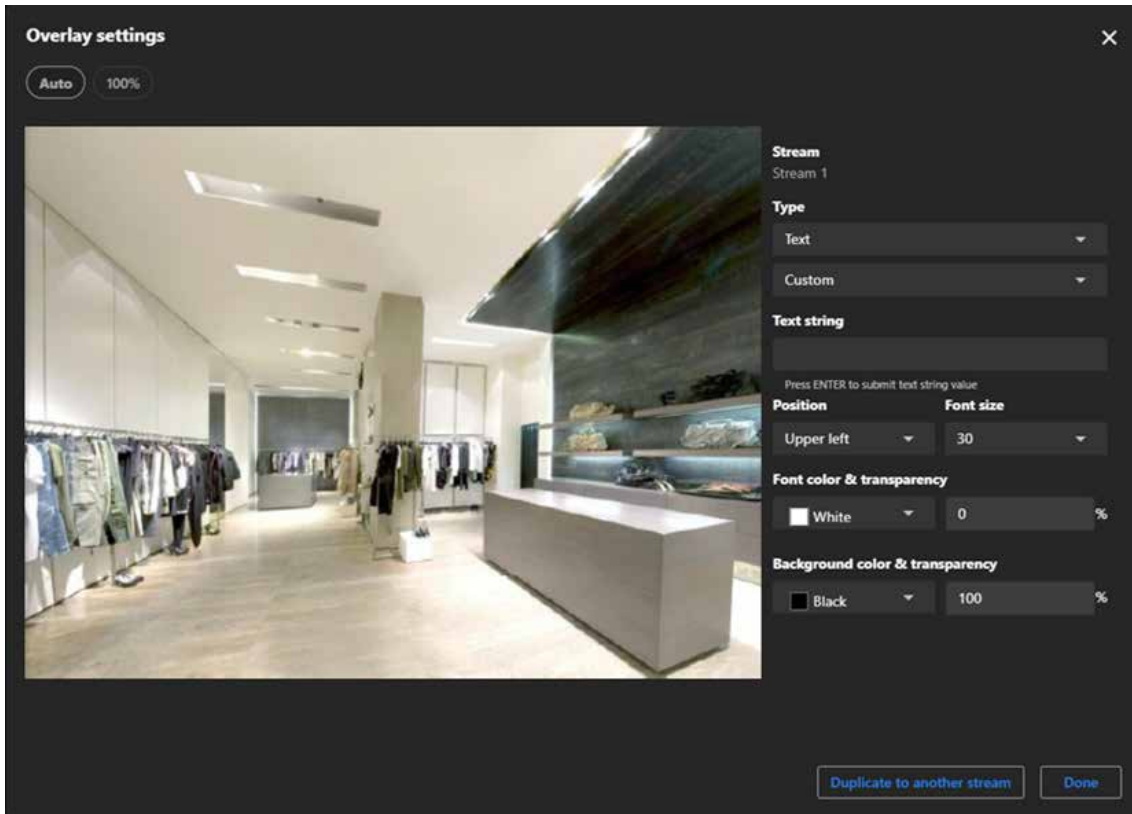 Overlay settings
×
Auto 100%
Stream
Stream 1
Type
Text
Custom
Text string
Press ENTER to submit text string value
Position Font size
Upper left 30
Font color & transparency
White 0 %
Background color & transparency
Black 100 %
Duplicate to another stream Done